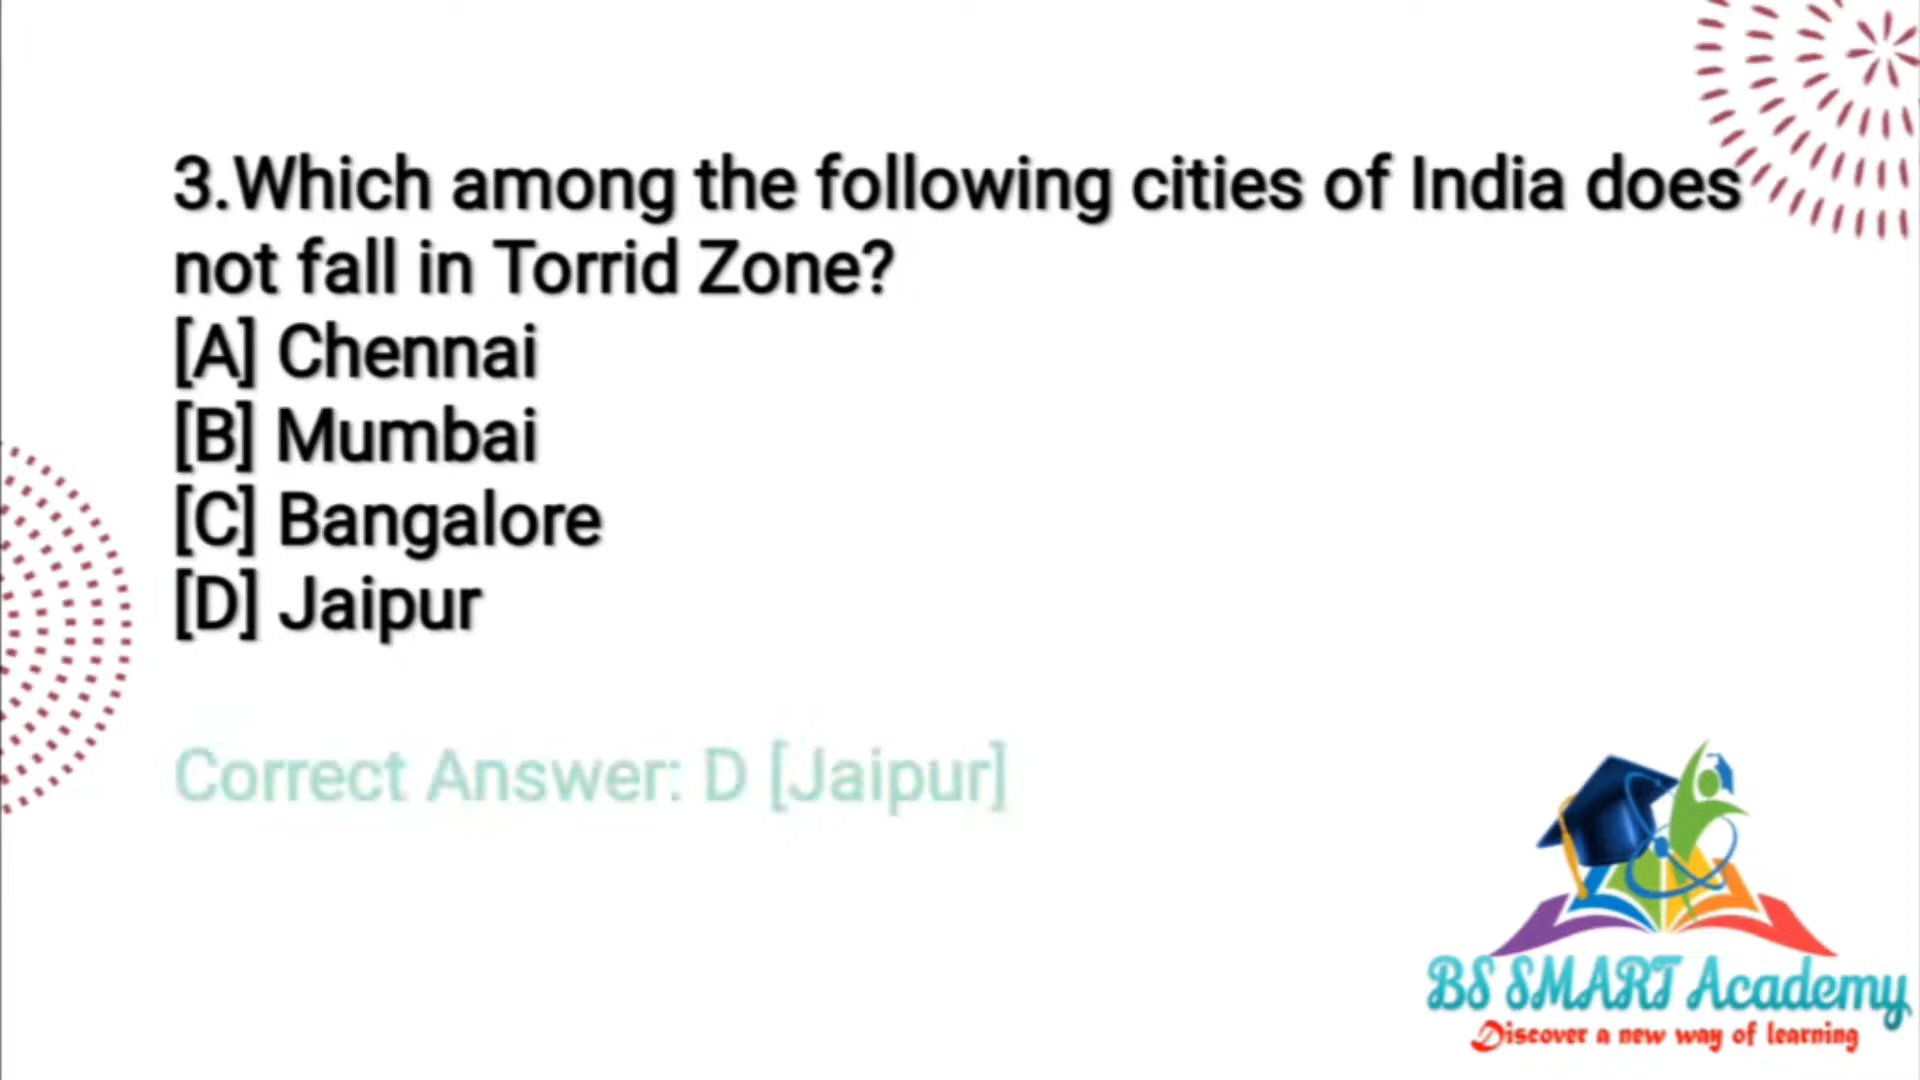 3.Which among the following cities of India does
not fall in Torrid Zone?
[A] Chennai
[B] Mumbai
[C] Bangalore
[D] Jaipur
Correct Answer: D [Jaipur]
BS SMART Academy
Discover a new way of learning